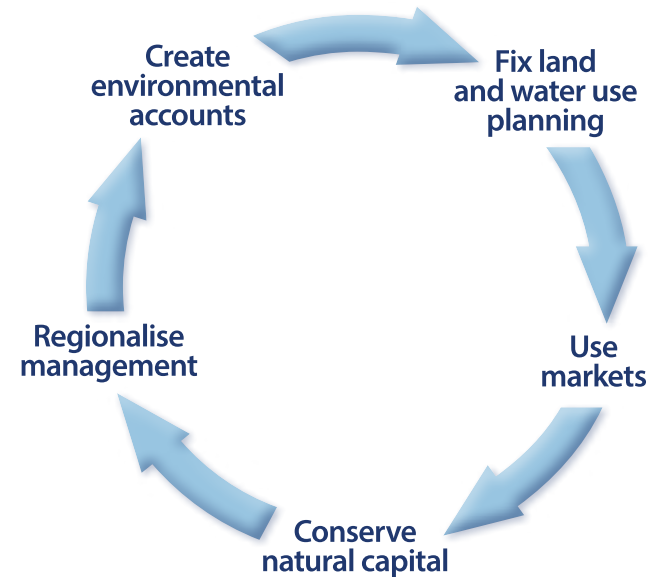 Create
environmental
accounts
Fix land
and water use
planning
Use
markets
Conserve
natural capital
Regionalise
management